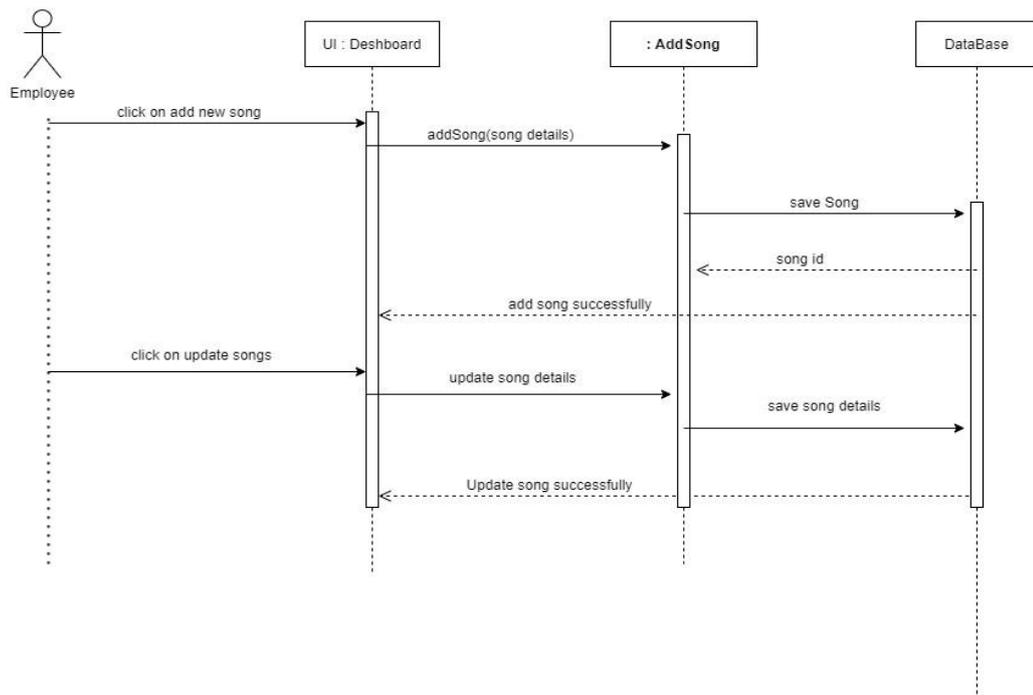 UI : Deshboard
: AddSong
DataBase
Employee
click on add new song
addSong(song details)
save Song
song id
add song successfully
click on update songs
update song details
save song details
Update song successfully